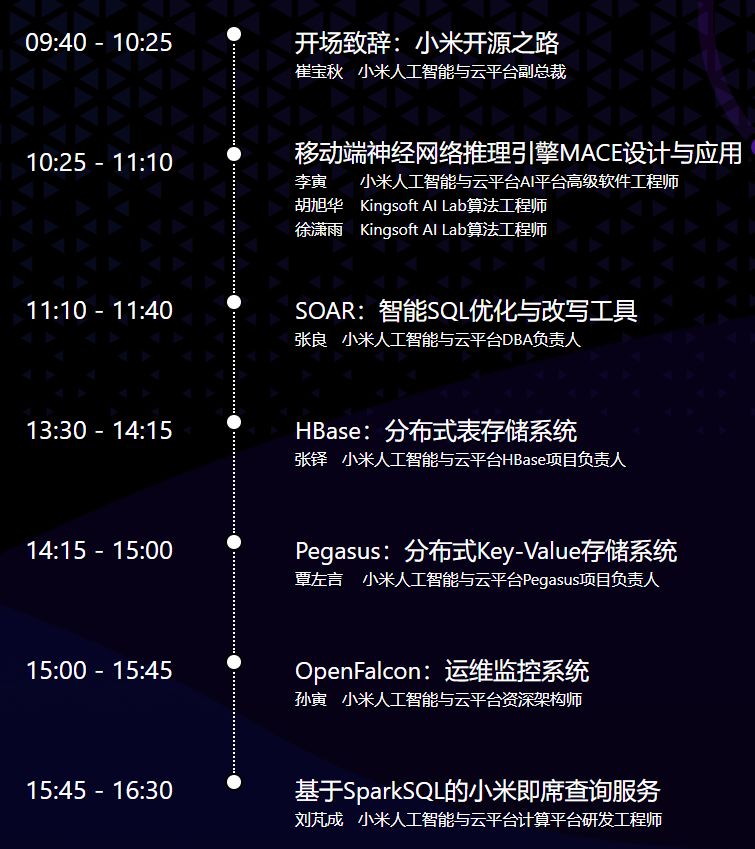 09:40 - 10:25
开场致辞：小米开源之路
崔宝秋 小米人工智能与云平台副总裁
10:25 - 11:10
移动端神经网络推理引擎MACE设计与应用
李寅 小米人工智能与云平台AI平台高级软件工程师
胡旭华 Kingsoft AI Lab算法工程师
徐潇雨 Kingsoft AI Lab算法工程师
11:10 - 11:40
SOAR：智能SQL优化与改写工具
张良 小米人工智能与云平台DBA负责人
13:30 - 14:15
HBase：分布式表存储系统
张铎 小米人工智能与云平台HBase项目负责人
14:15 - 15:00
Pegasus：分布式Key-Value存储系统
覃左言 小米人工智能与云平台Pegasus项目负责人
15:00 - 15:45
OpenFalcon：运维监控系统
孙寅 小米人工智能与云平台资深架构师
15:45 - 16:30
基于SparkSQL的小米即席查询服务
刘芃成 小米人工智能与云平台计算平台研发工程师